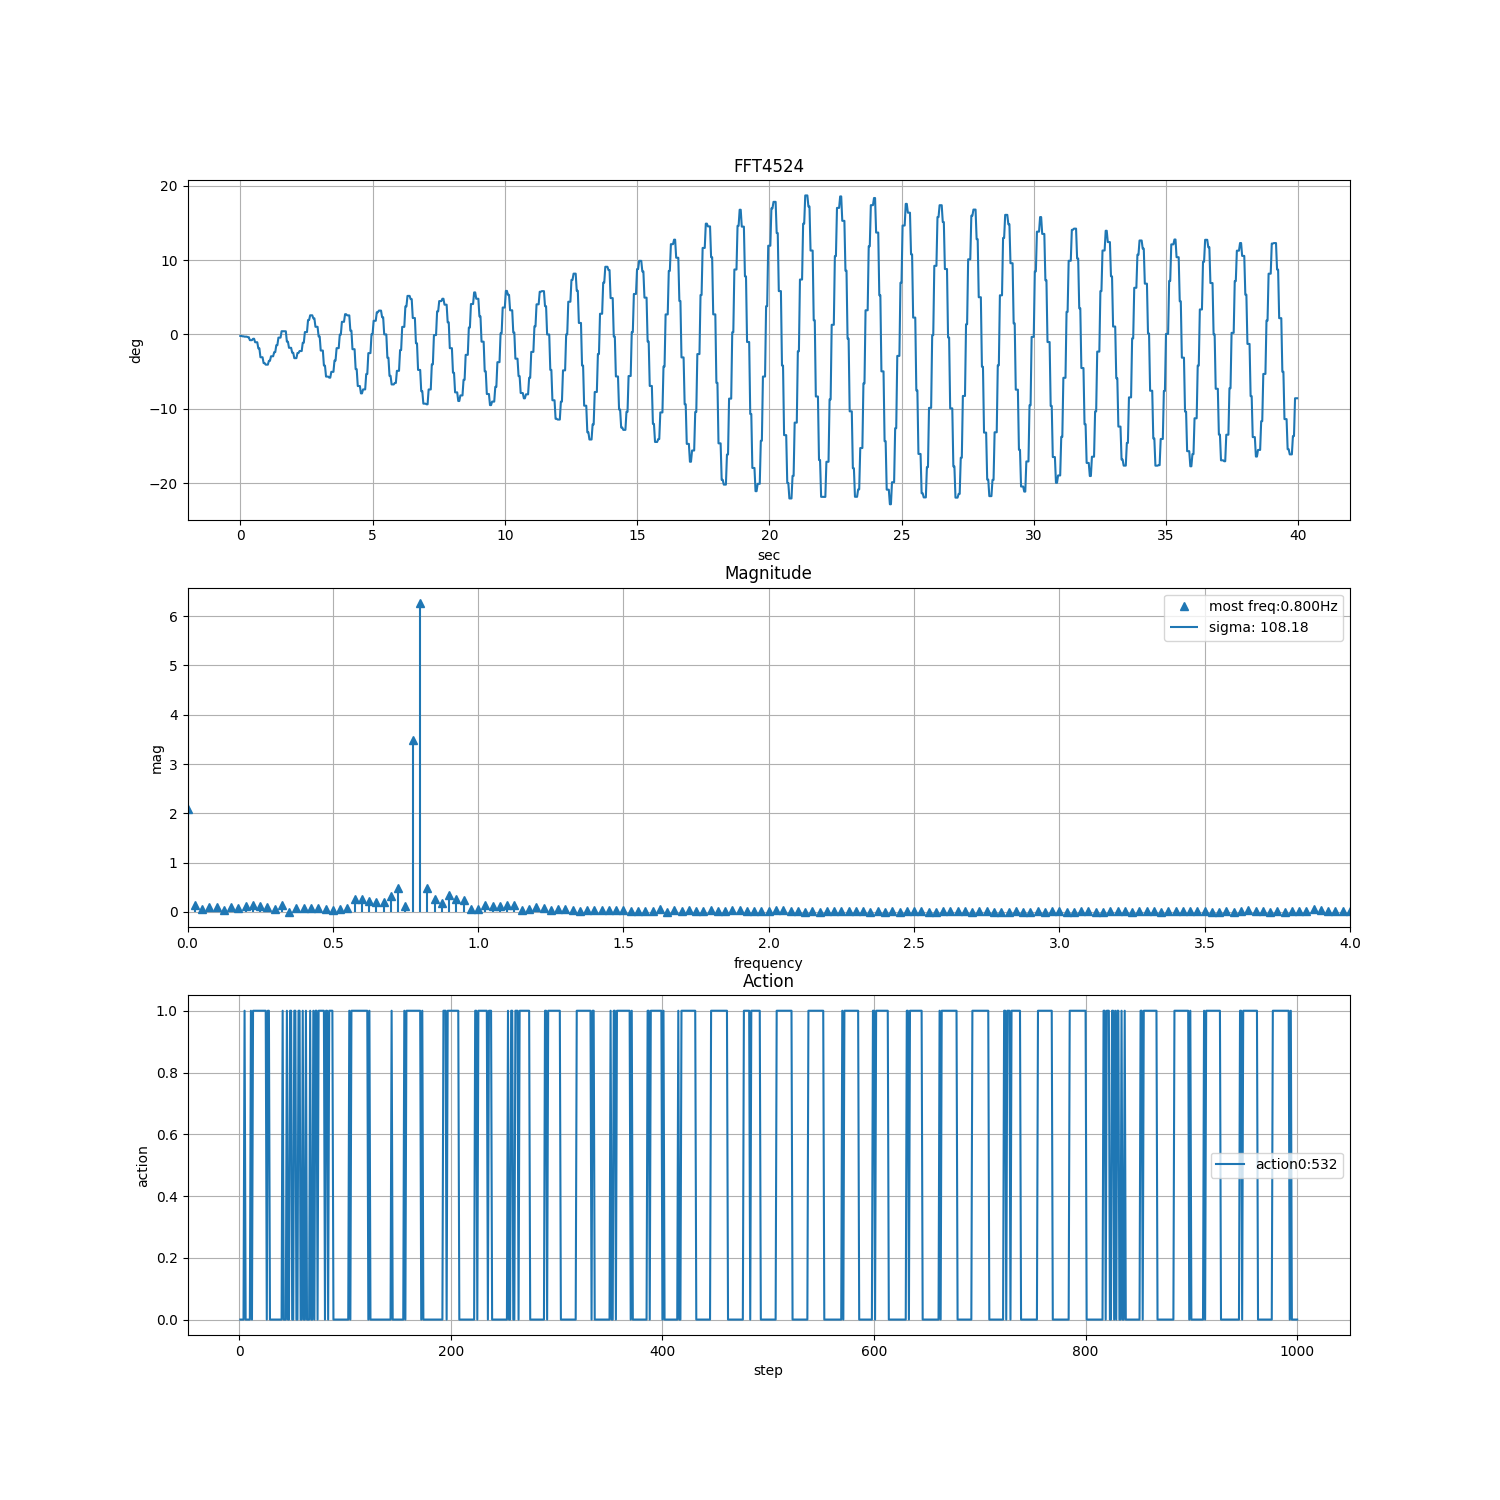 FFT4524
20
10
0
−10
−20
deg
0 5 10 15 20 25 30 35 40
sec
Magnitude
6
5
4
3
2
1
0
mag
most freq:0.800Hz
sigma: 108.18
0.0 0.5 1.0 1.5 2.0 2.5 3.0 3.5 4.0
frequency
Action
1.0
0.8
0.6
0.4
0.2
0.0
action
action0:532
0 200 400 600 800 1000
step